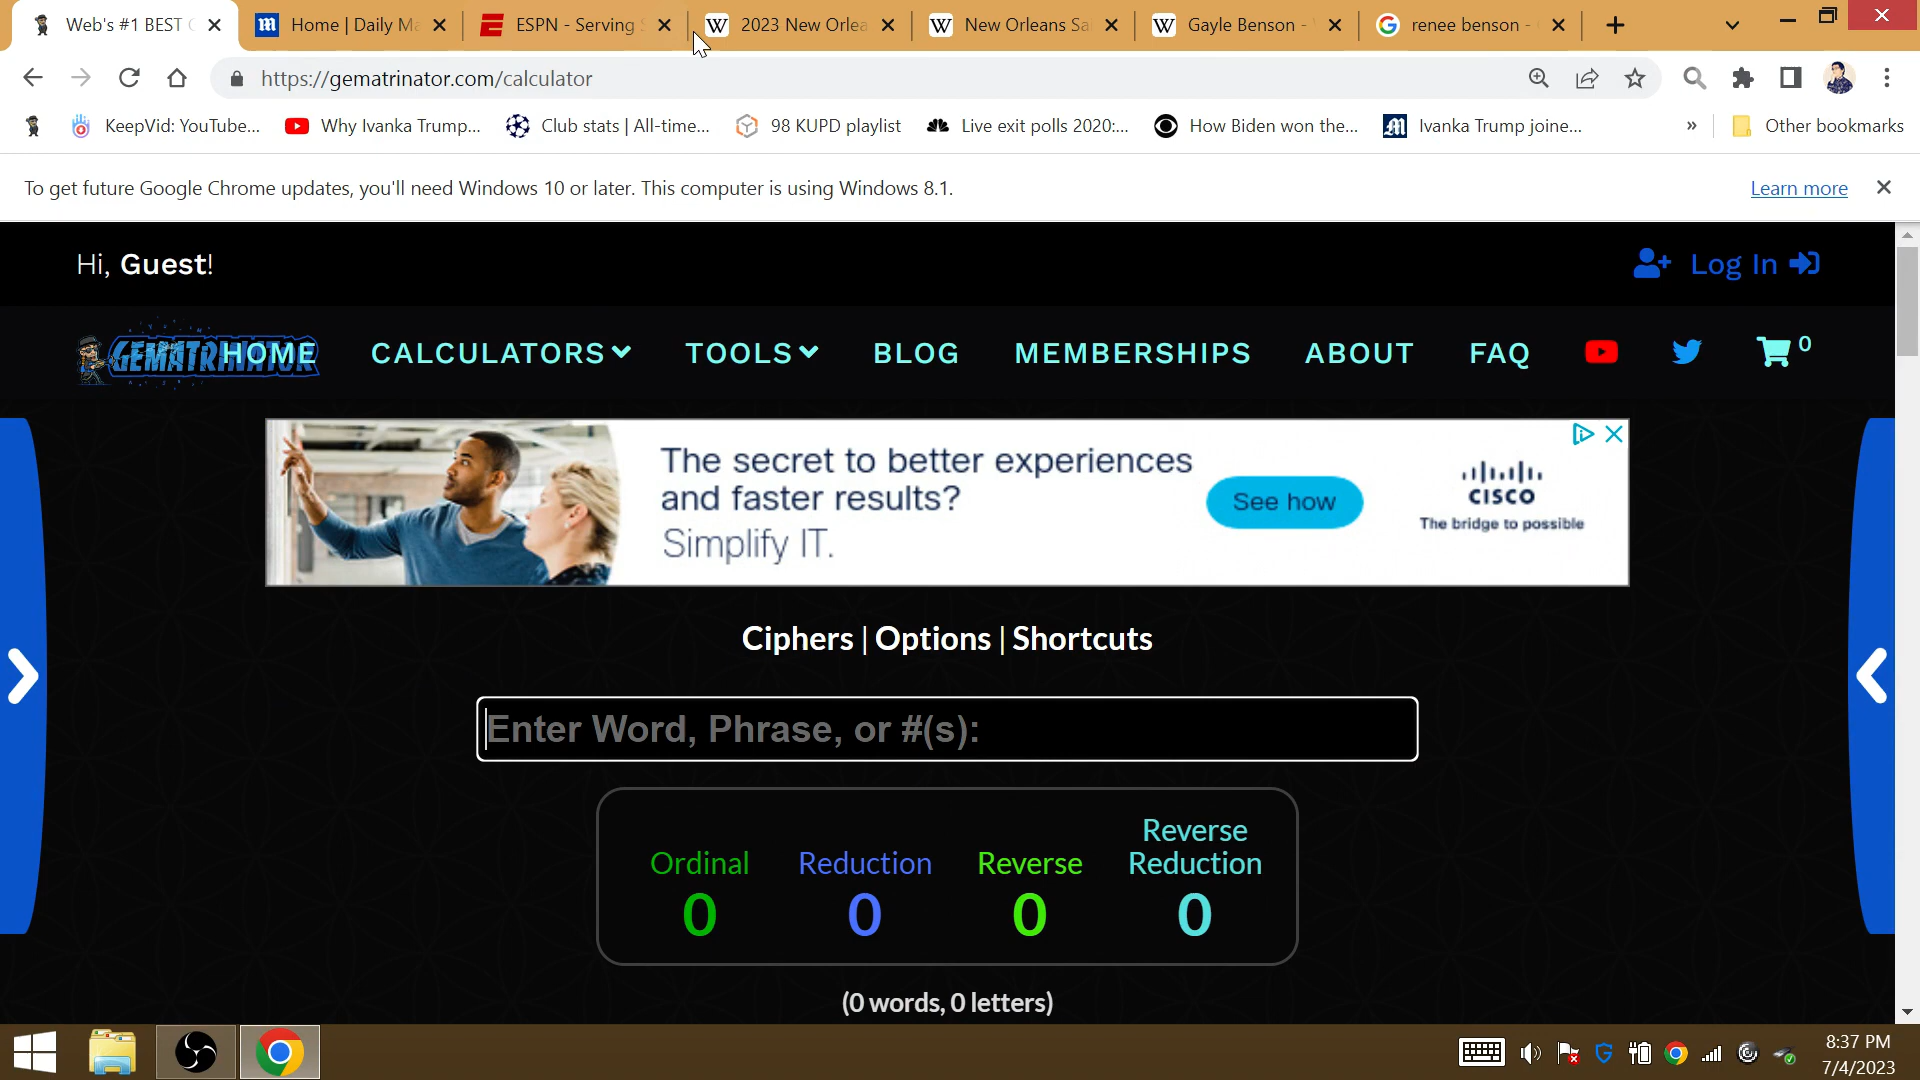 Web's #1 BEST
Home | Daily Ma
ESPN - Serving S
2023 New Orlea
New Orleans Sa
Gayle Benson -
renee benson -
https://gematrinator.com/calculator
KeepVid: YouTube...
Why Ivanka Trump...
Club stats | All-time...
98 KUPD playlist
Live exit polls 2020:...
How Biden won the...
Ivanka Trump joine...
»
Other bookmarks
To get future Google Chrome updates, you'll need Windows 10 or later. This computer is using Windows 8.1.
Learn more
Hi, Guest!
Log In
GEMATRINATOR
HOME
CALCULATORS
TOOLS
BLOG
MEMBERSHIPS
ABOUT
FAQ
0
The secret to better experiences
and faster results?
Simplify IT.
See how
CISCO
The bridge to possible
Ciphers | Options | Shortcuts
Enter Word, Phrase, or #(s):
Ordinal
0
Reduction
0
Reverse
0
Reverse
Reduction
0
(0 words, 0 letters)
8:37 PM
7/4/2023